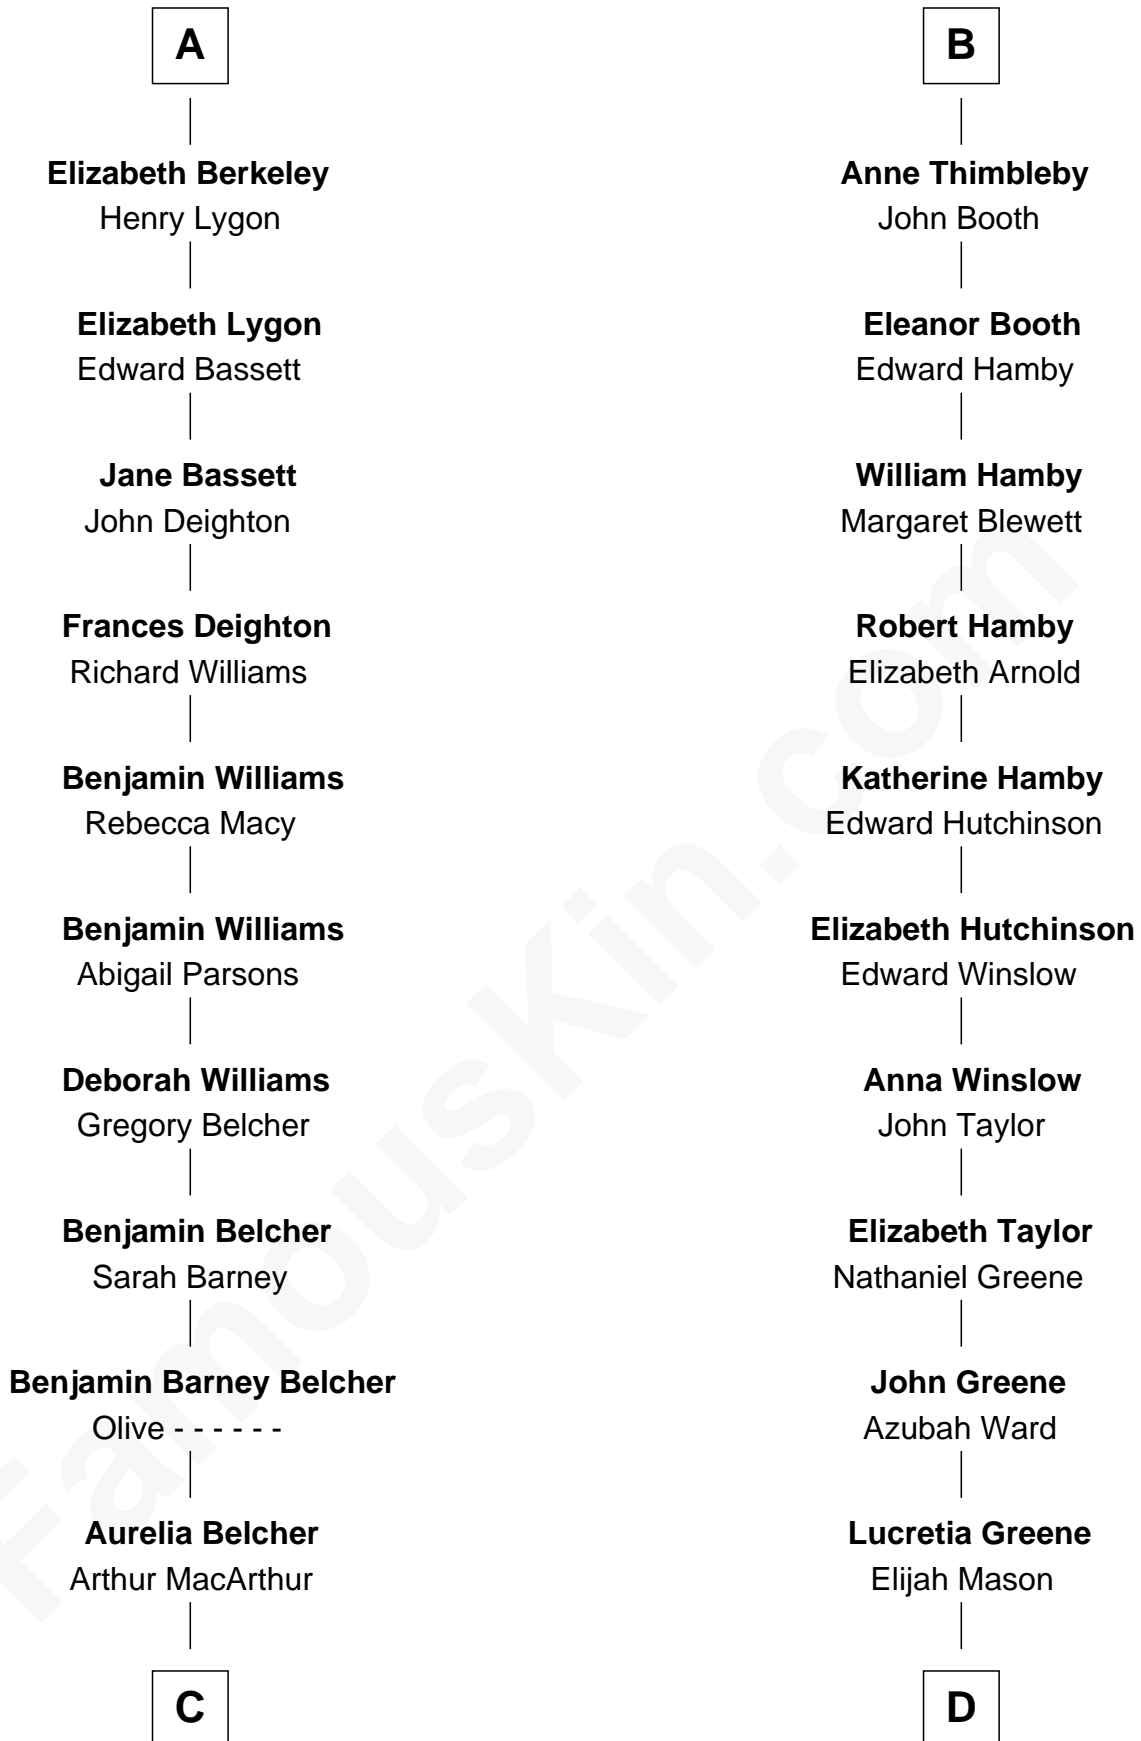 A
Elizabeth Berkeley
Henry Lygon
Elizabeth Lygon
Edward Bassett
Jane Bassett
John Deighton
Frances Deighton
Richard Williams
Benjamin Williams
Rebecca Macy
Benjamin Williams
Abigail Parsons
Deborah Williams
Gregory Belcher
Benjamin Belcher
Sarah Barney
Benjamin Barney Belcher
Olive - - - - - -
Aurelia Belcher
Arthur MacArthur
C
B
Anne Thimbleby
John Booth
Eleanor Booth
Edward Hamby
William Hamby
Margaret Blewett
Robert Hamby
Elizabeth Arnold
Katherine Hamby
Edward Hutchinson
Elizabeth Hutchinson
Edward Winslow
Anna Winslow
John Taylor
Elizabeth Taylor
Nathaniel Greene
John Greene
Azubah Ward
Lucretia Greene
Elijah Mason
D
FamousKin.com